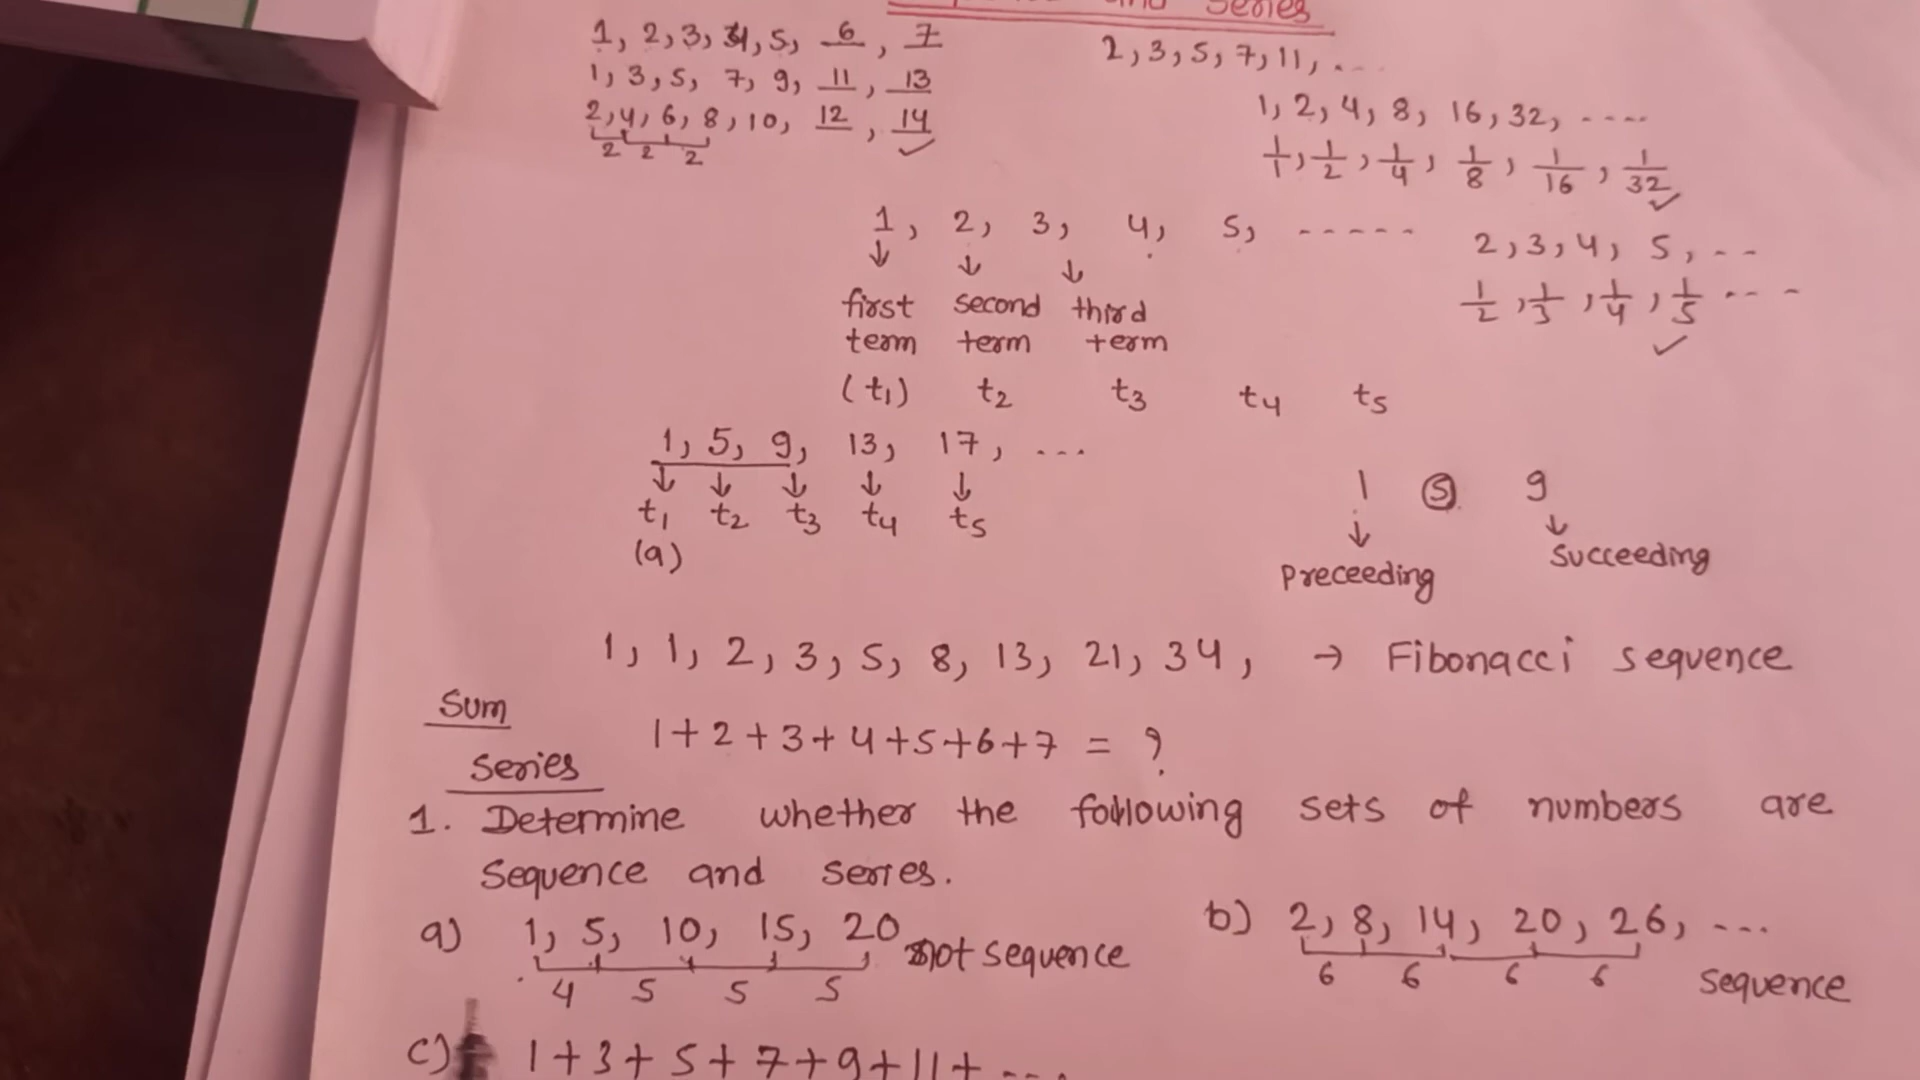 and Series
1, 2, 3, 4, 5, 6, 7
1, 3, 5, 7, 9, 11, 13
2, 4, 6, 8, 10, 12, 14 ✓
2 2 2
2, 3, 5, 7, 11, ...
1, 2, 4, 8, 16, 32, ....
1/1, 1/2, 1/4, 1/8, 1/16, 1/32 ✓
1, 2, 3, 4, 5, -----
↓ ↓ ↓
first second third
term term term
(t1) t2 t3 t4 t5
2, 3, 4, 5, ...
1/2, 1/3, 1/4, 1/5 ---- ✓
1, 5, 9, 13, 17, ...
↓ ↓ ↓ ↓ ↓
t1 t2 t3 t4 t5
(a)
1 5 9
↓ ↓
Preceeding Succeeding
1, 1, 2, 3, 5, 8, 13, 21, 34, → Fibonacci sequence
Sum
1+2+3+4+5+6+7 = ?
Series
1. Determine whether the following sets of numbers are
Sequence and series.
a) 1, 5, 10, 15, 20 not sequence
4 5 5 5
b) 2, 8, 14, 20, 26, ...
6 6 6 6 Sequence
c) 1+3+5+7+9+11+ ....